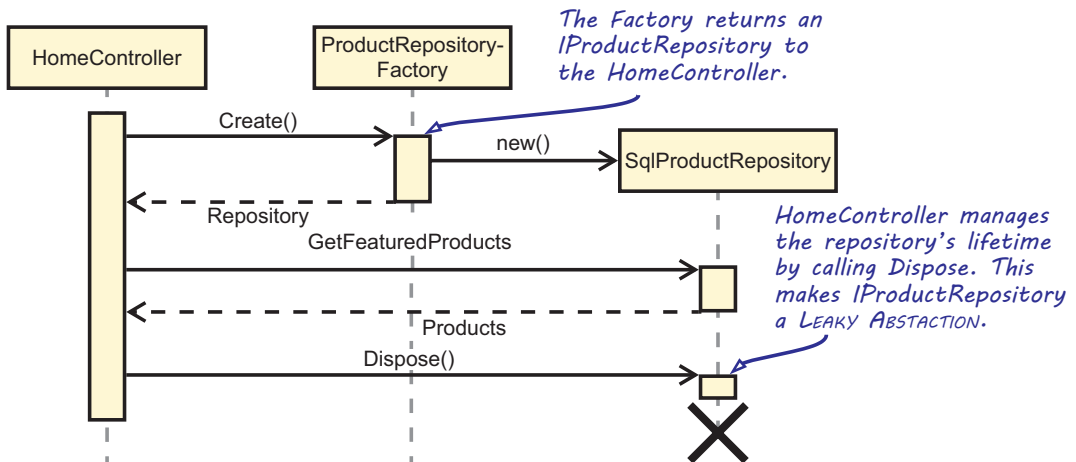 The Factory returns an
IProductRepository to
the HomeController.
HomeController
ProductRepository-
Factory
Create()
new()
SqlProductRepository
Repository
HomeController manages
the repository's lifetime
by calling Dispose. This
makes IProductRepository
a LEAKY ABSTACTION.
GetFeaturedProducts
Products
Dispose()